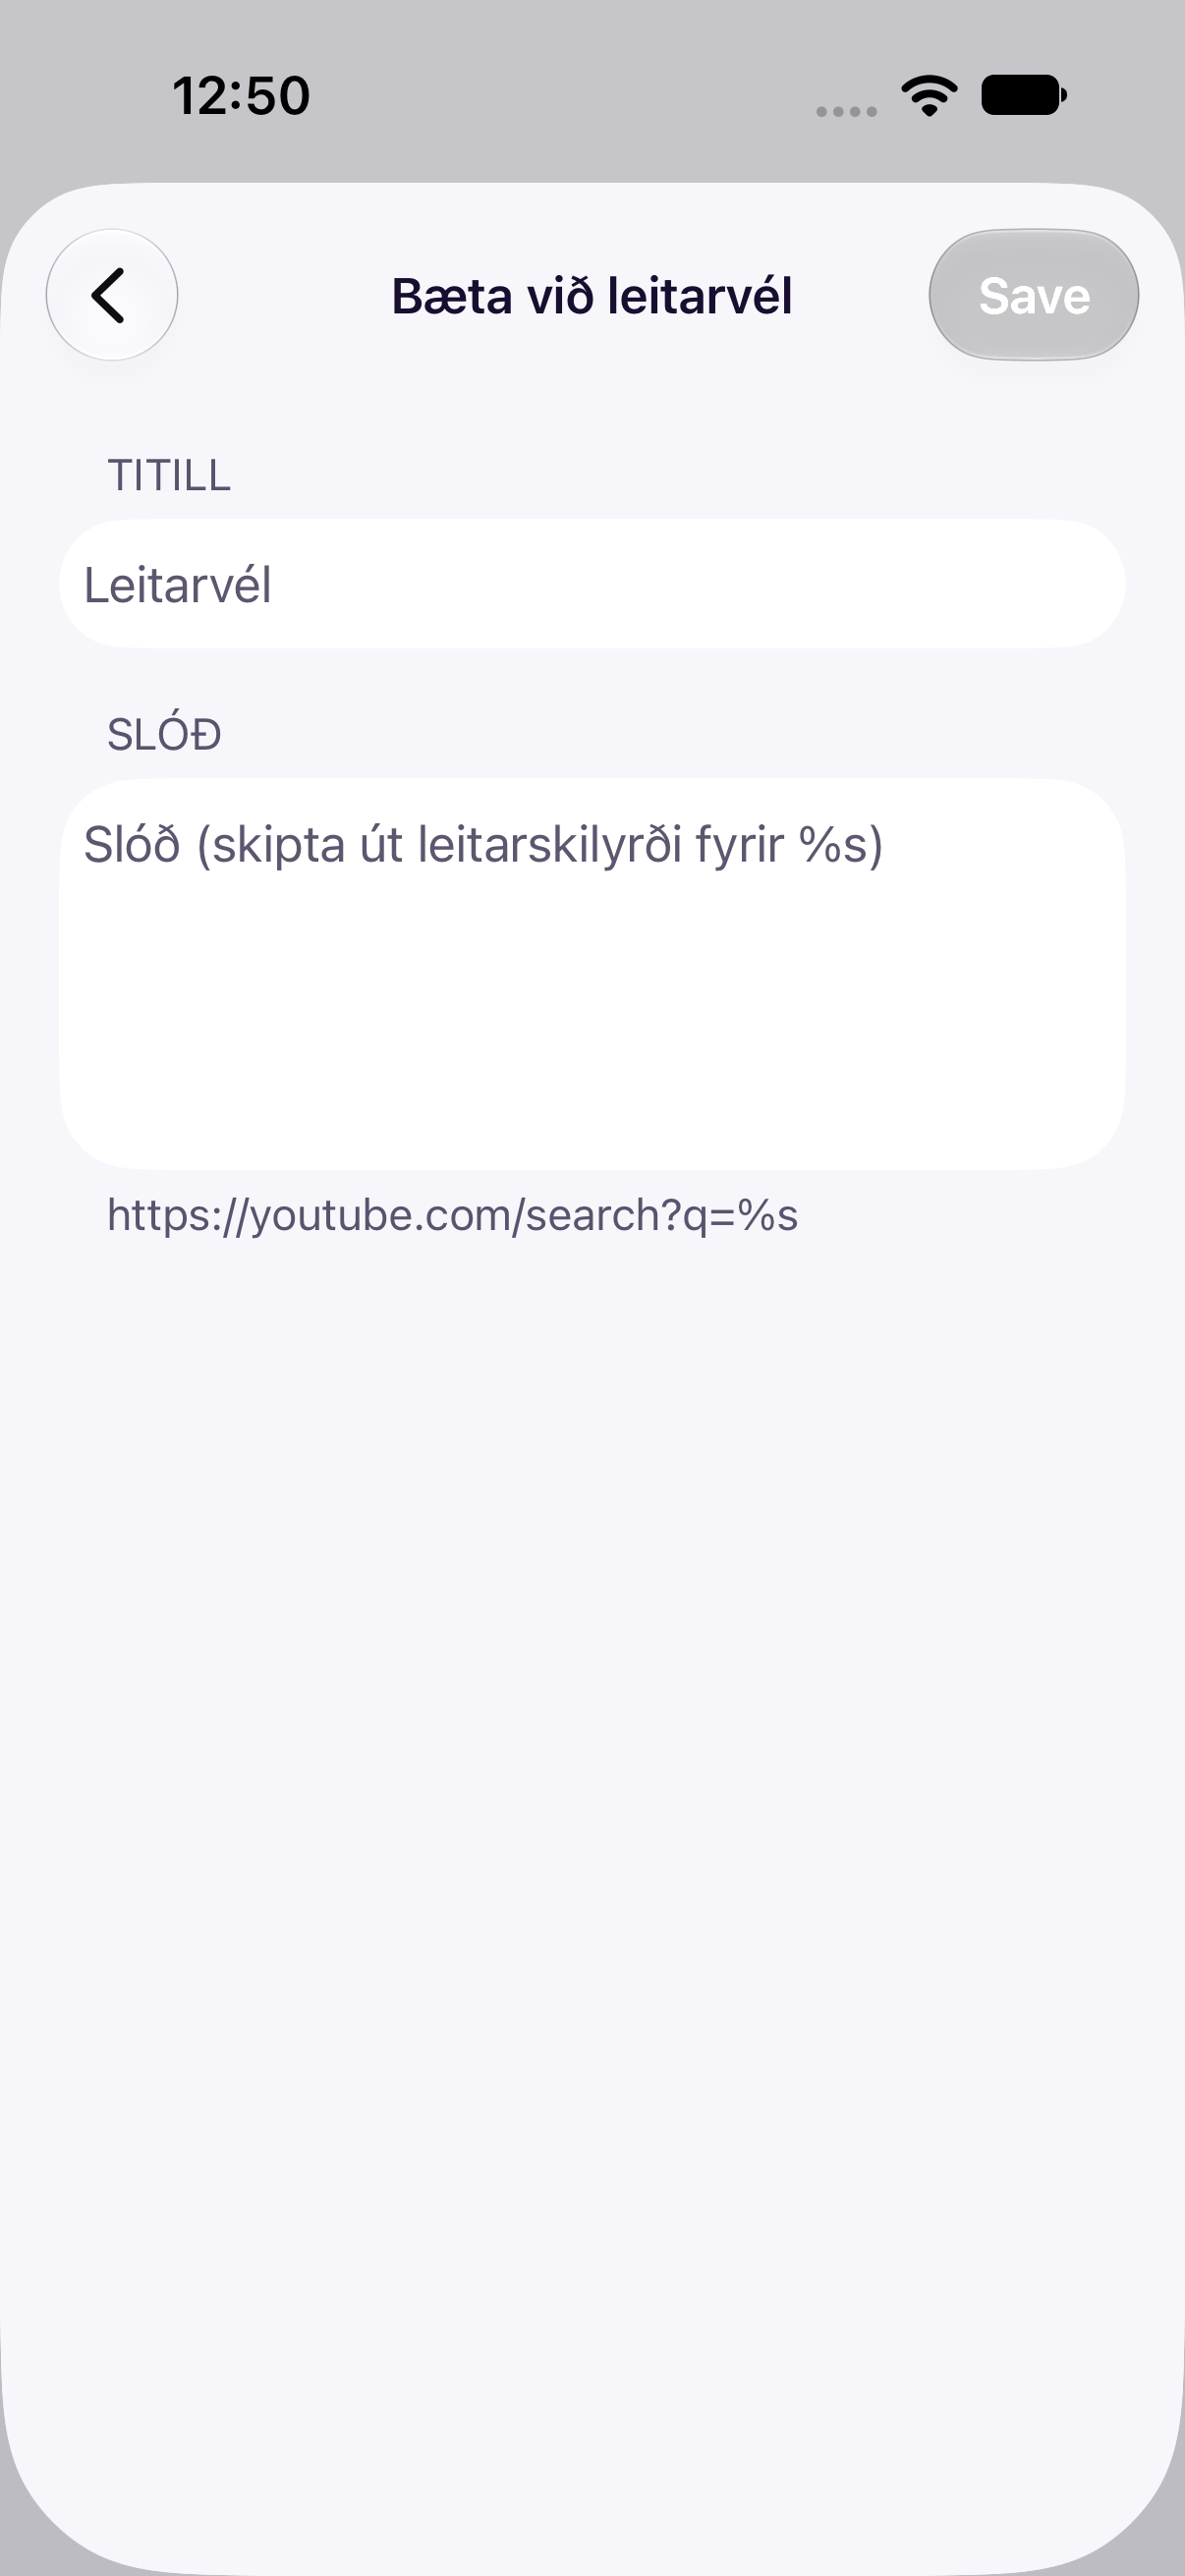 12:50
Bæta við leitarvél
Save
TITILL
Leitarvél
SLÓÐ
Slóð (skipta út leitarskilyrði fyrir %s)
https://youtube.com/search?q=%s